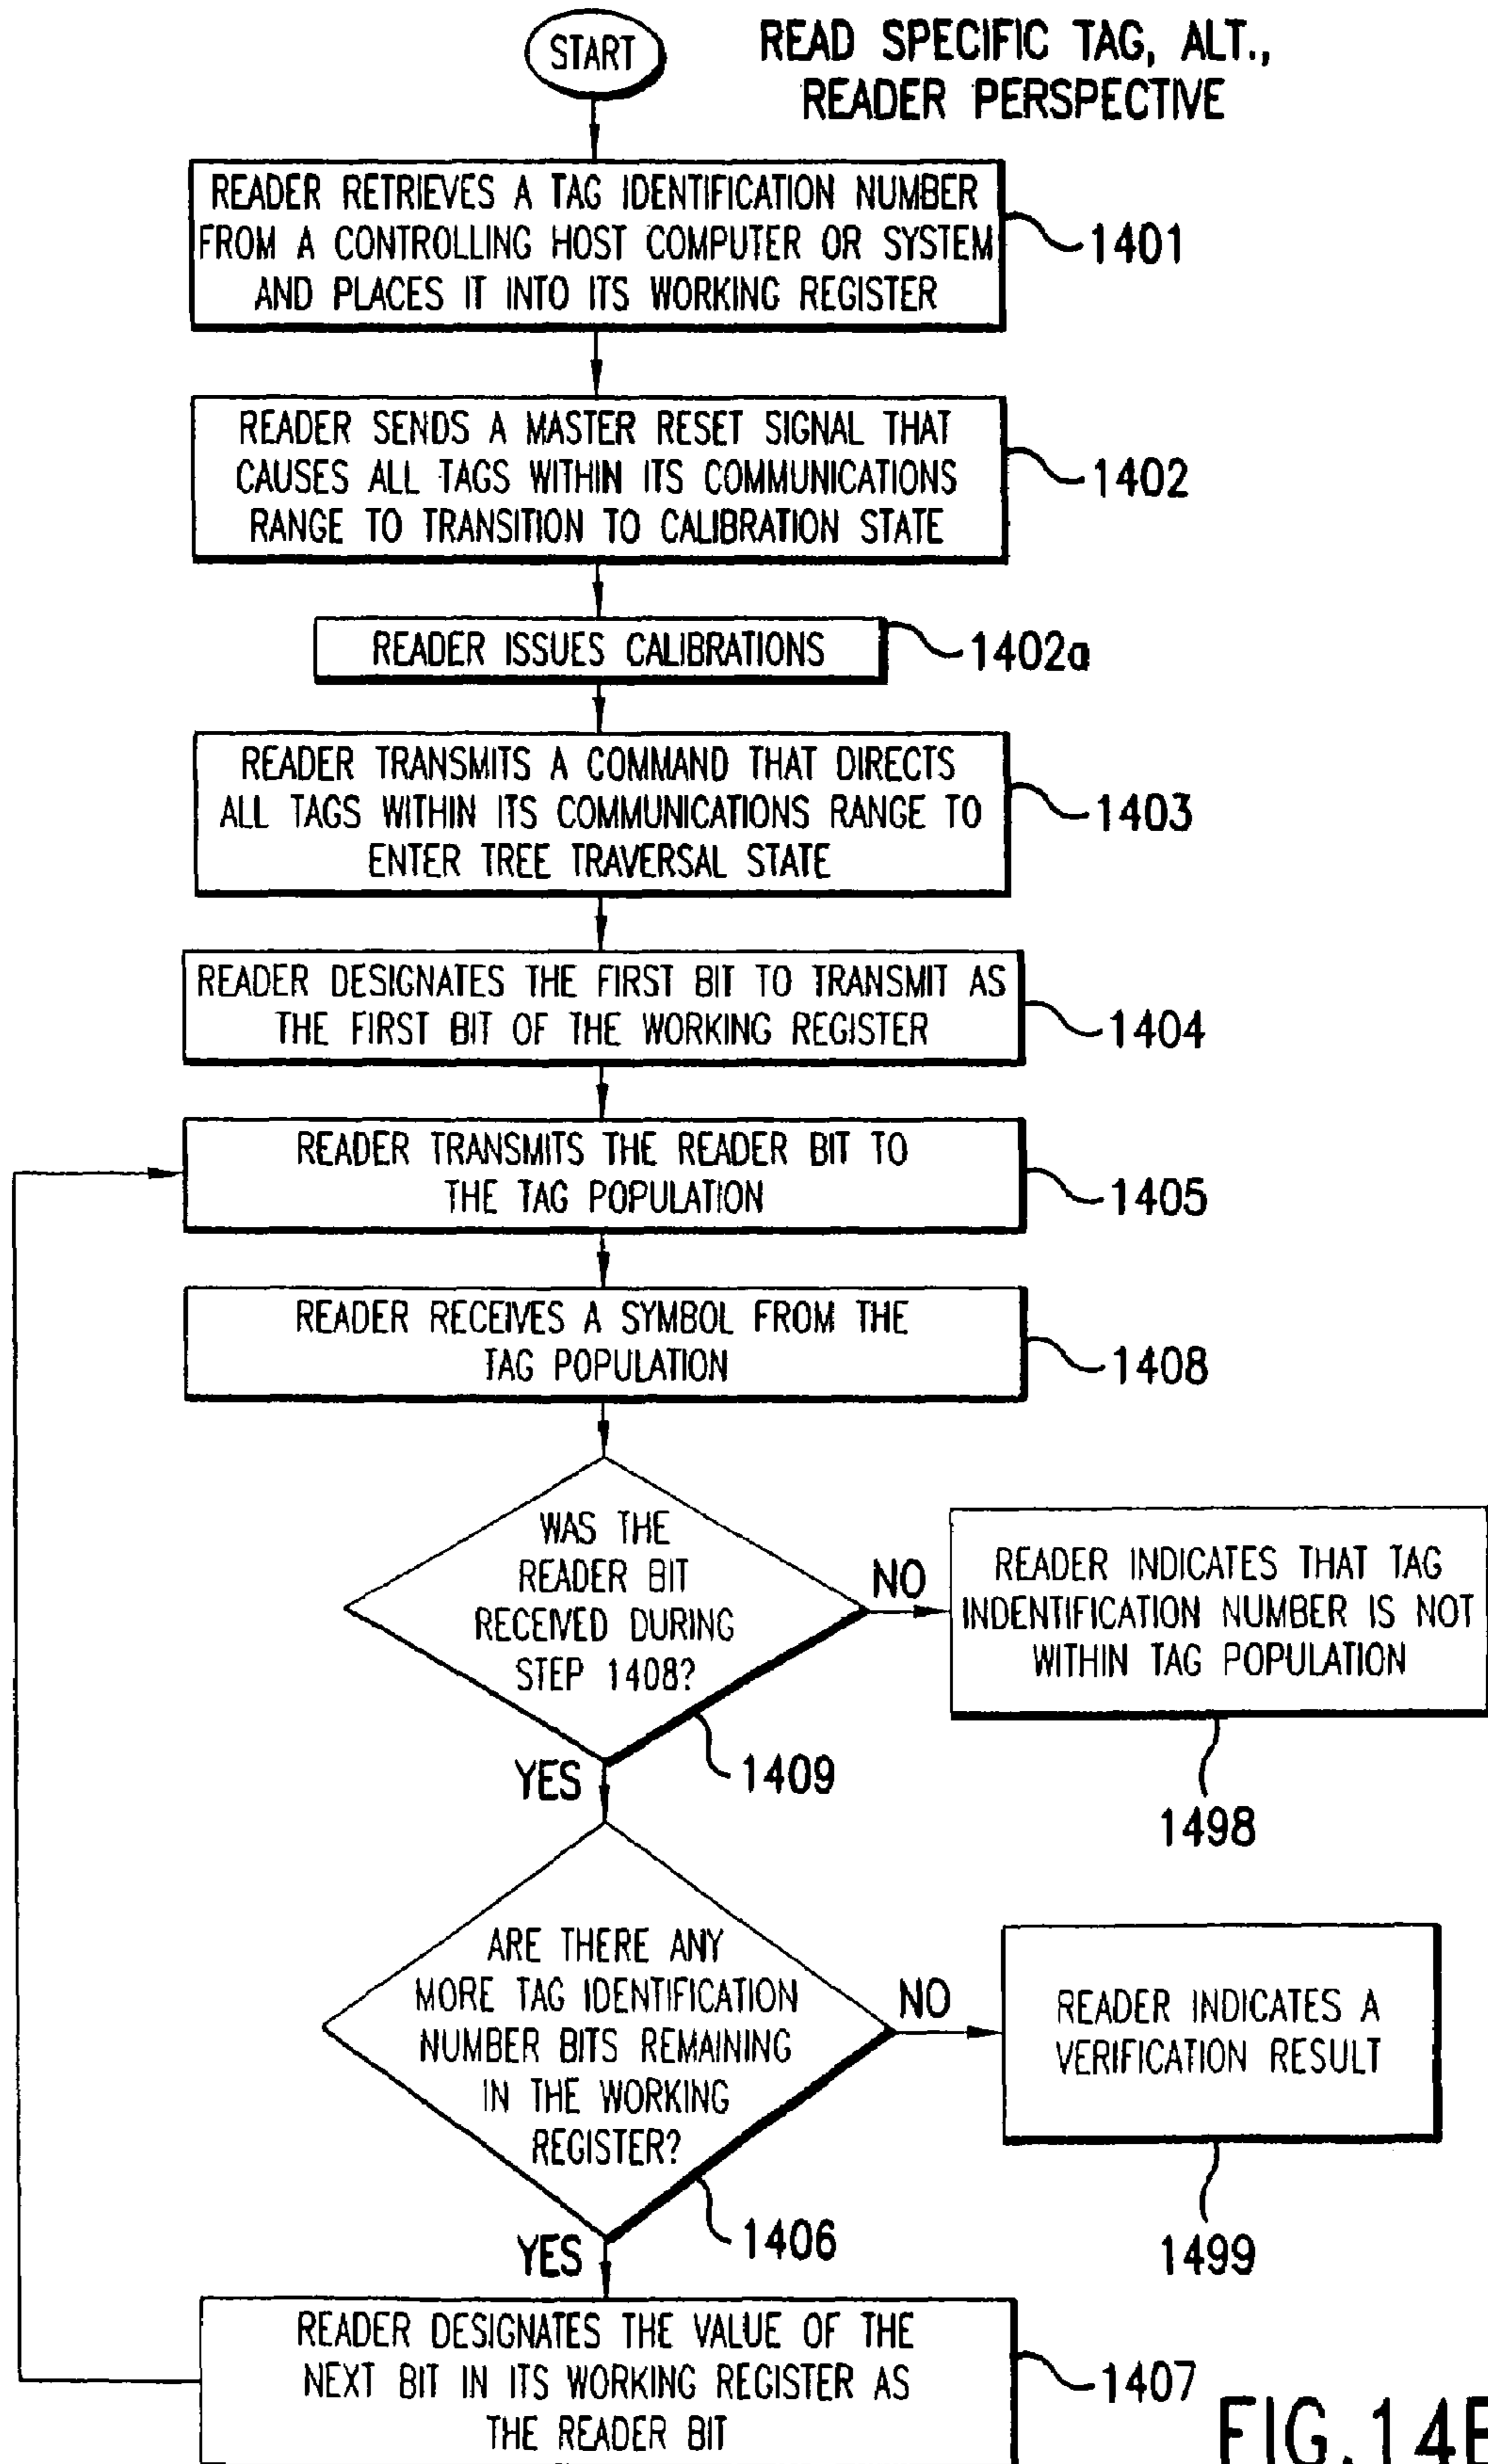 START
READ SPECIFIC TAG, ALT.,
READER PERSPECTIVE
READER RETRIEVES A TAG IDENTIFICATION NUMBER
FROM A CONTROLLING HOST COMPUTER OR SYSTEM
AND PLACES IT INTO ITS WORKING REGISTER
1401
READER SENDS A MASTER RESET SIGNAL THAT
CAUSES ALL TAGS WITHIN ITS COMMUNICATIONS
RANGE TO TRANSITION TO CALIBRATION STATE
1402
READER ISSUES CALIBRATIONS
1402a
READER TRANSMITS A COMMAND THAT DIRECTS
ALL TAGS WITHIN ITS COMMUNICATIONS RANGE TO
ENTER TREE TRAVERSAL STATE
1403
READER DESIGNATES THE FIRST BIT TO TRANSMIT AS
THE FIRST BIT OF THE WORKING REGISTER
1404
READER TRANSMITS THE READER BIT TO
THE TAG POPULATION
1405
READER RECEIVES A SYMBOL FROM THE
TAG POPULATION
1408
WAS THE
READER BIT
RECEIVED DURING
STEP 1408?
NO
READER INDICATES THAT TAG
INDENTIFICATION NUMBER IS NOT
WITHIN TAG POPULATION
YES
1409
1498
ARE THERE ANY
MORE TAG IDENTIFICATION
NUMBER BITS REMAINING
IN THE WORKING
REGISTER?
NO
READER INDICATES A
VERIFICATION RESULT
YES
1406
1499
READER DESIGNATES THE VALUE OF THE
NEXT BIT IN ITS WORKING REGISTER AS
THE READER BIT
1407
FIG.14B